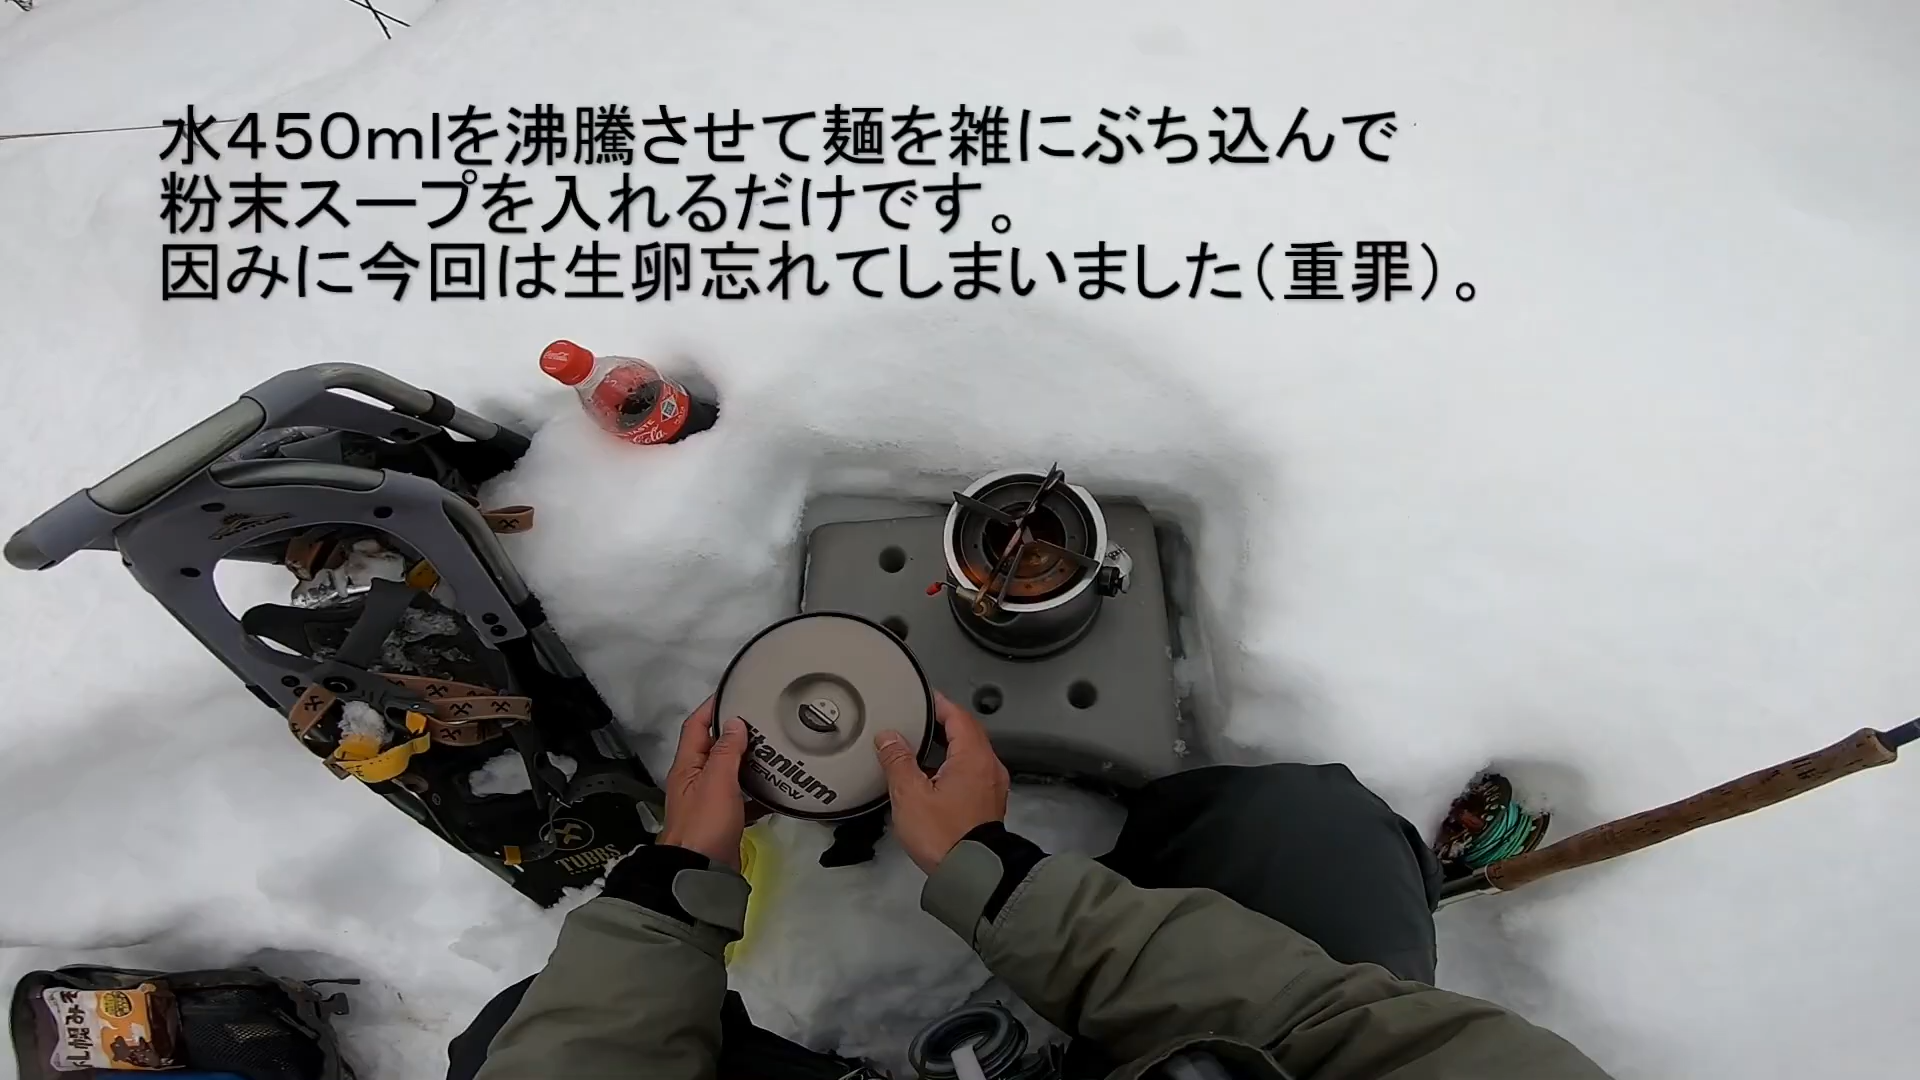 水450mlを沸騰させて麺を雑にぶち込んで
粉末スープを入れるだけです。
因みに今回は生卵忘れてしまいました（重罪）。
TASTE
itanium
TUBBS